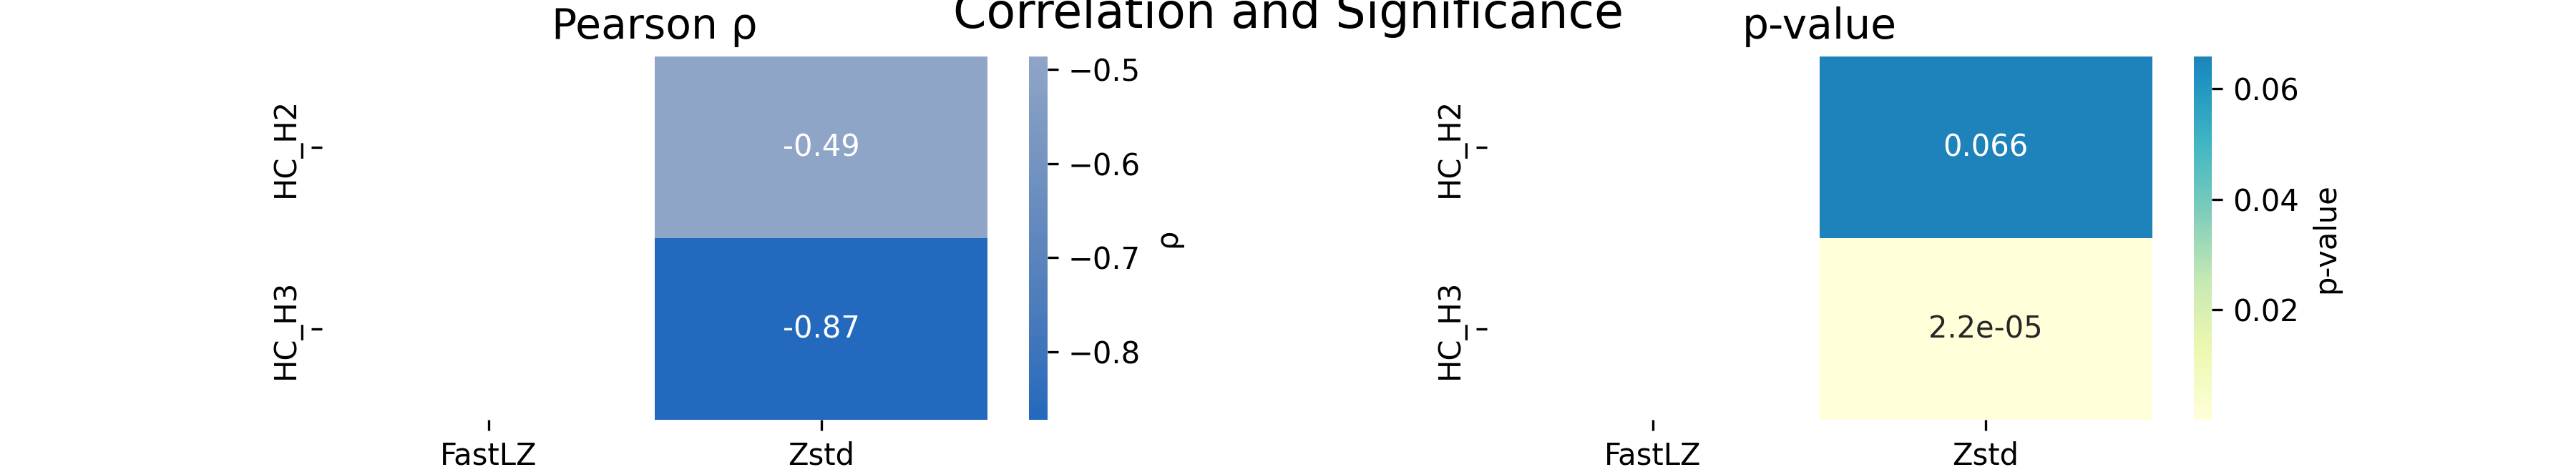 Correlation and Significance
Pearson ρ
HC_H2
HC_H3
-0.49
-0.87
FastLZ
Zstd
−0.5
−0.6
−0.7
−0.8
ρ
p-value
HC_H2
HC_H3
0.066
2.2e-05
FastLZ
Zstd
0.06
0.04
0.02
p-value